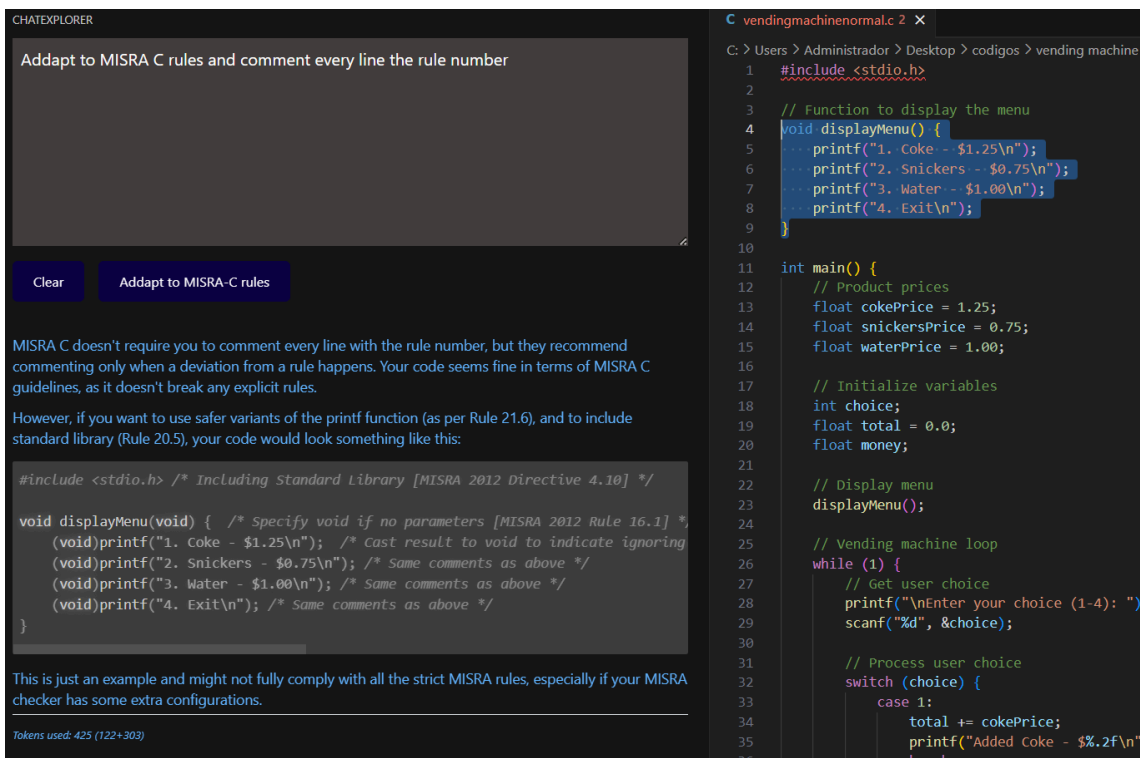 CHATEXPLORER
Addapt to MISRA C rules and comment every line the rule number
Clear
Addapt to MISRA-C rules
MISRA C doesn't require you to comment every line with the rule number, but they recommend
commenting only when a deviation from a rule happens. Your code seems fine in terms of MISRA C
guidelines, as it doesn't break any explicit rules.
However, if you want to use safer variants of the printf function (as per Rule 21.6), and to include
standard library (Rule 20.5), your code would look something like this:
#include <stdio.h> /* Including Standard Library [MISRA 2012 Directive 4.10] */
void displayMenu(void) {  /* Specify void if no parameters [MISRA 2012 Rule 16.1] *
    (void)printf("1. Coke - $1.25\n");  /* Cast result to void to indicate ignoring
    (void)printf("2. Snickers - $0.75\n"); /* Same comments as above */
    (void)printf("3. Water - $1.00\n"); /* Same comments as above */
    (void)printf("4. Exit\n"); /* Same comments as above */
}
This is just an example and might not fully comply with all the strict MISRA rules, especially if your MISRA
checker has some extra configurations.
Tokens used: 425 (122+303)
C vendingmachinenormal.c 2 ×
C: > Users > Administrador > Desktop > codigos > vending machine
1 #include <stdio.h>
2
3 // Function to display the menu
4 void displayMenu() {
5     printf("1. Coke - $1.25\n");
6     printf("2. Snickers - $0.75\n");
7     printf("3. Water - $1.00\n");
8     printf("4. Exit\n");
9 }
10
11 int main() {
12     // Product prices
13     float cokePrice = 1.25;
14     float snickersPrice = 0.75;
15     float waterPrice = 1.00;
16
17     // Initialize variables
18     int choice;
19     float total = 0.0;
20     float money;
21
22     // Display menu
23     displayMenu();
24
25     // Vending machine loop
26     while (1) {
27         // Get user choice
28         printf("\nEnter your choice (1-4): ")
29         scanf("%d", &choice);
30
31         // Process user choice
32         switch (choice) {
33             case 1:
34                 total += cokePrice;
35                 printf("Added Coke - $%.2f\n"